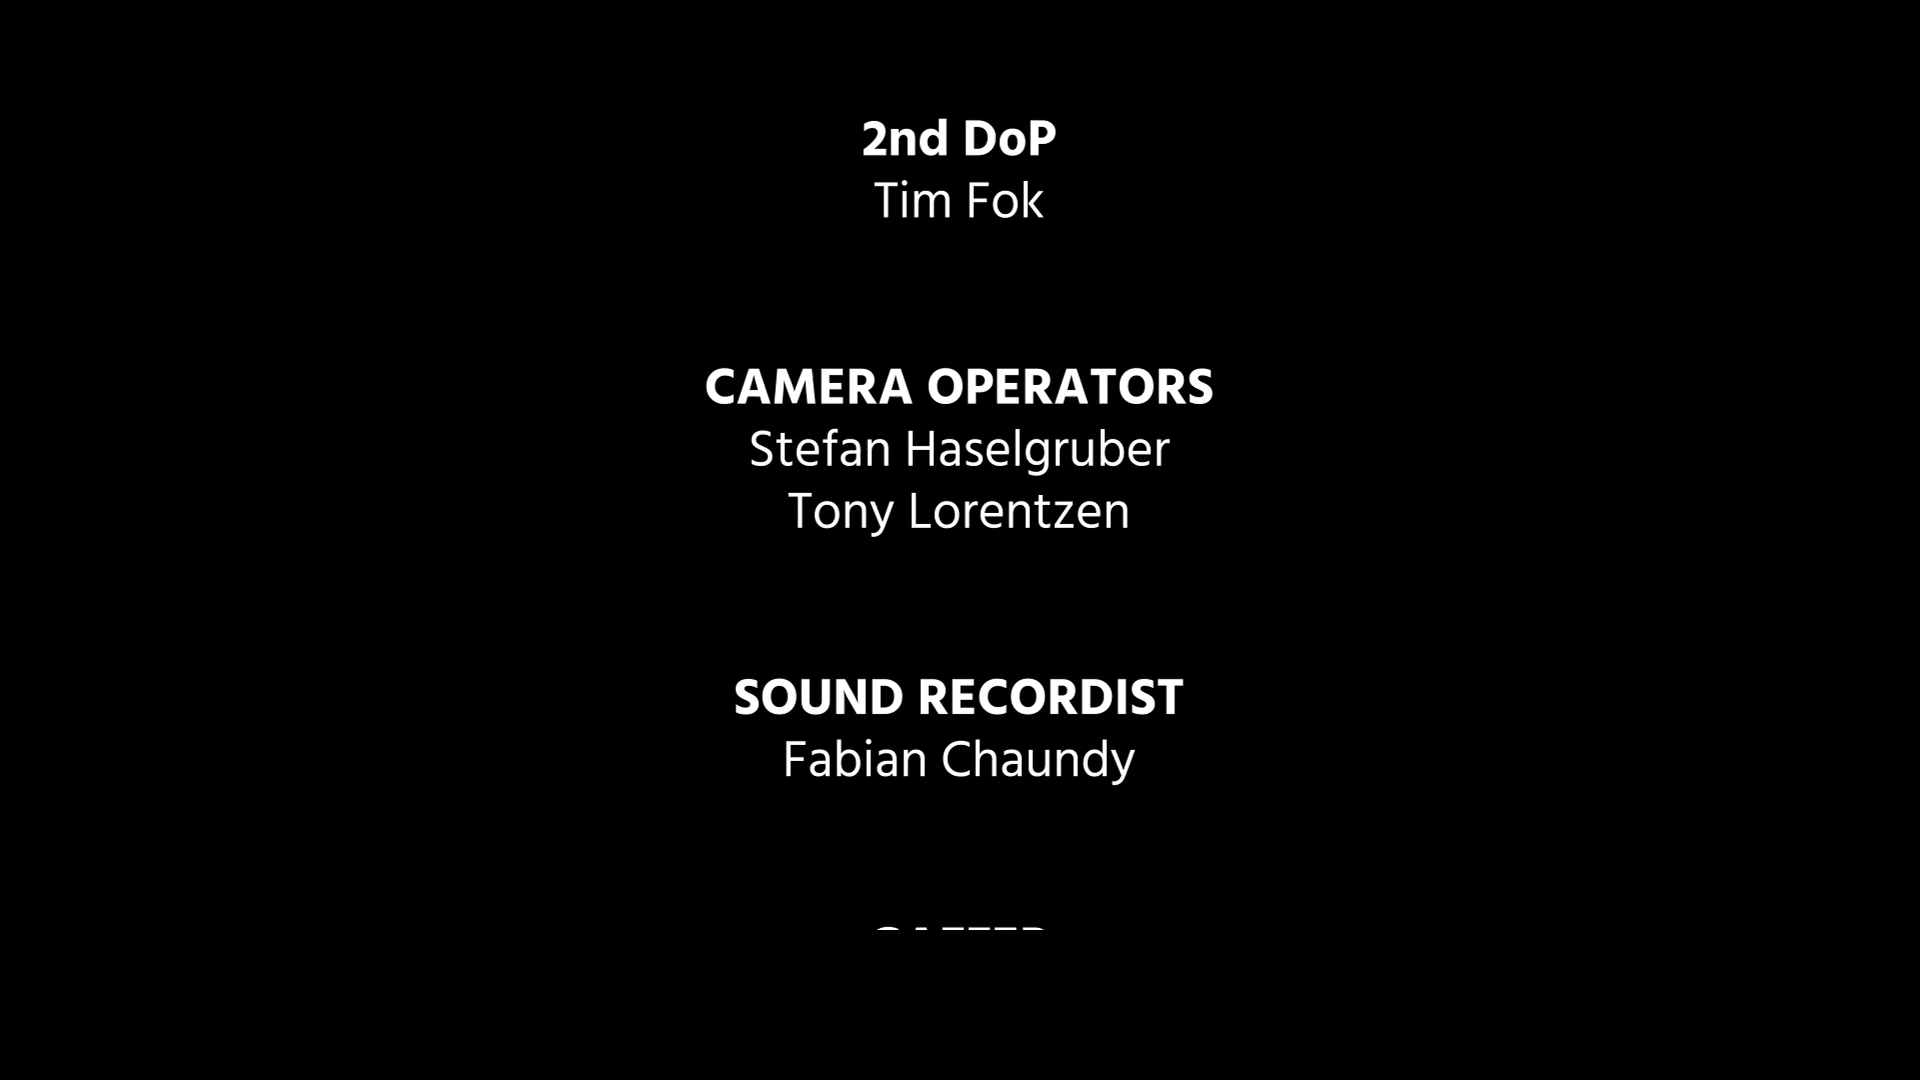 2nd DoP
Tim Fok
CAMERA OPERATORS
Stefan Haselgruber
Tony Lorentzen
SOUND RECORDIST
Fabian Chaundy